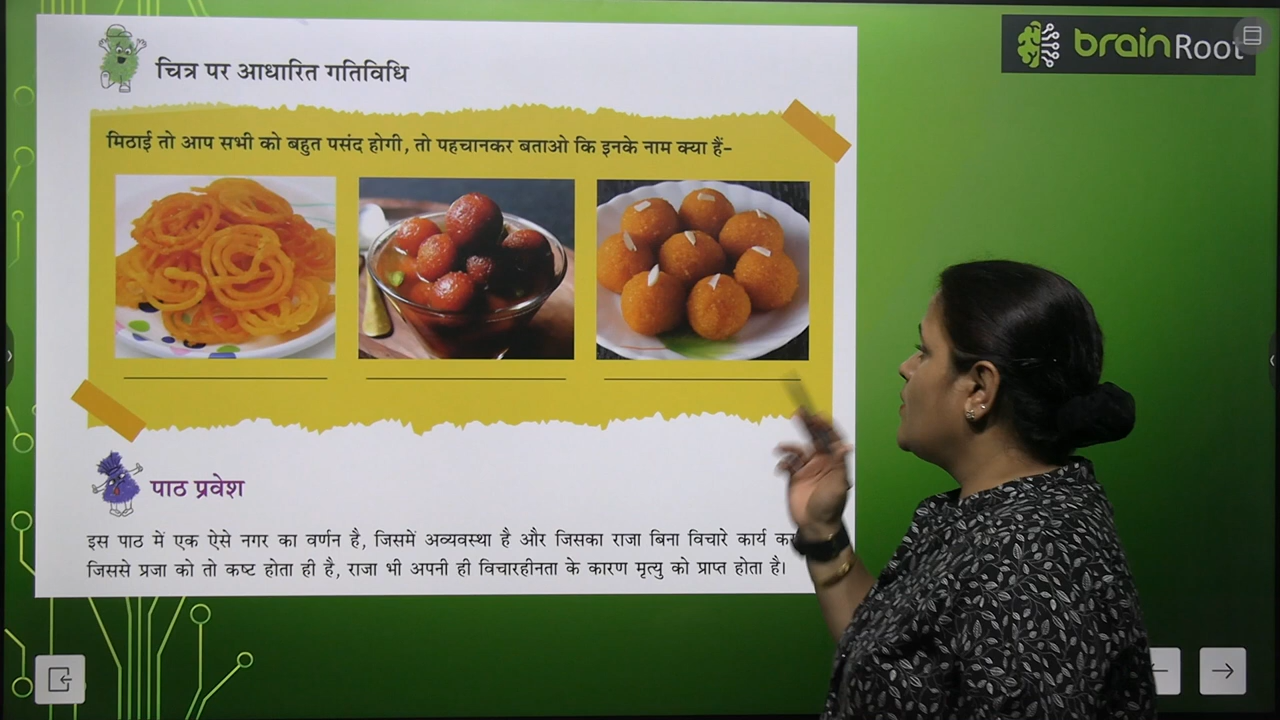 brainRoot
चित्र पर आधारित गतिविधि
मिठाई तो आप सभी को बहुत पसंद होगी, तो पहचानकर बताओ कि इनके नाम क्या हैं-
पाठ प्रवेश
इस पाठ में एक ऐसे नगर का वर्णन है, जिसमें अव्यवस्था है और जिसका राजा बिना विचारे कार्य
जिससे प्रजा को तो कष्ट होता ही है, राजा भी अपनी ही विचारहीनता के कारण मृत्यु को प्राप्त होता है।